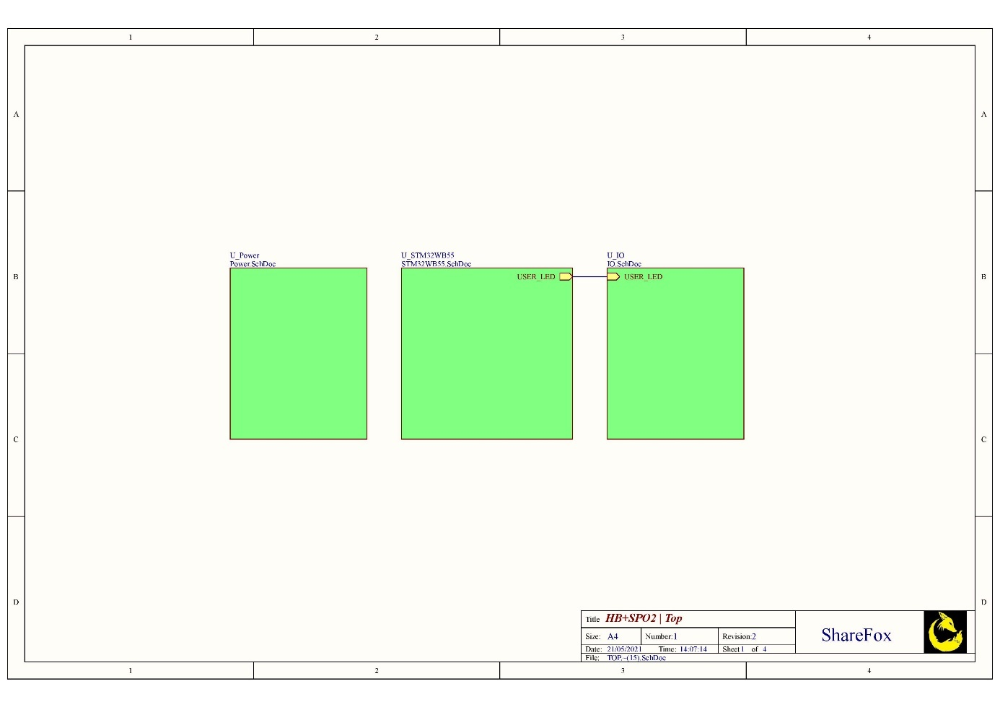 1 2 3 4
A A
U_Power U_STM32WB55 U_IO
Power.SchDoc STM32WB55.SchDoc IO.SchDoc
B USER_LED USER_LED B
C C
D D
Title HB+SPO2 | Top
Size: A4 Number:1 Revision:2
ShareFox
Date: 21/05/2021 Time: 14:07:14 Sheet1 of 4
File: TOP.~(15).SchDoc
1 2 3 4